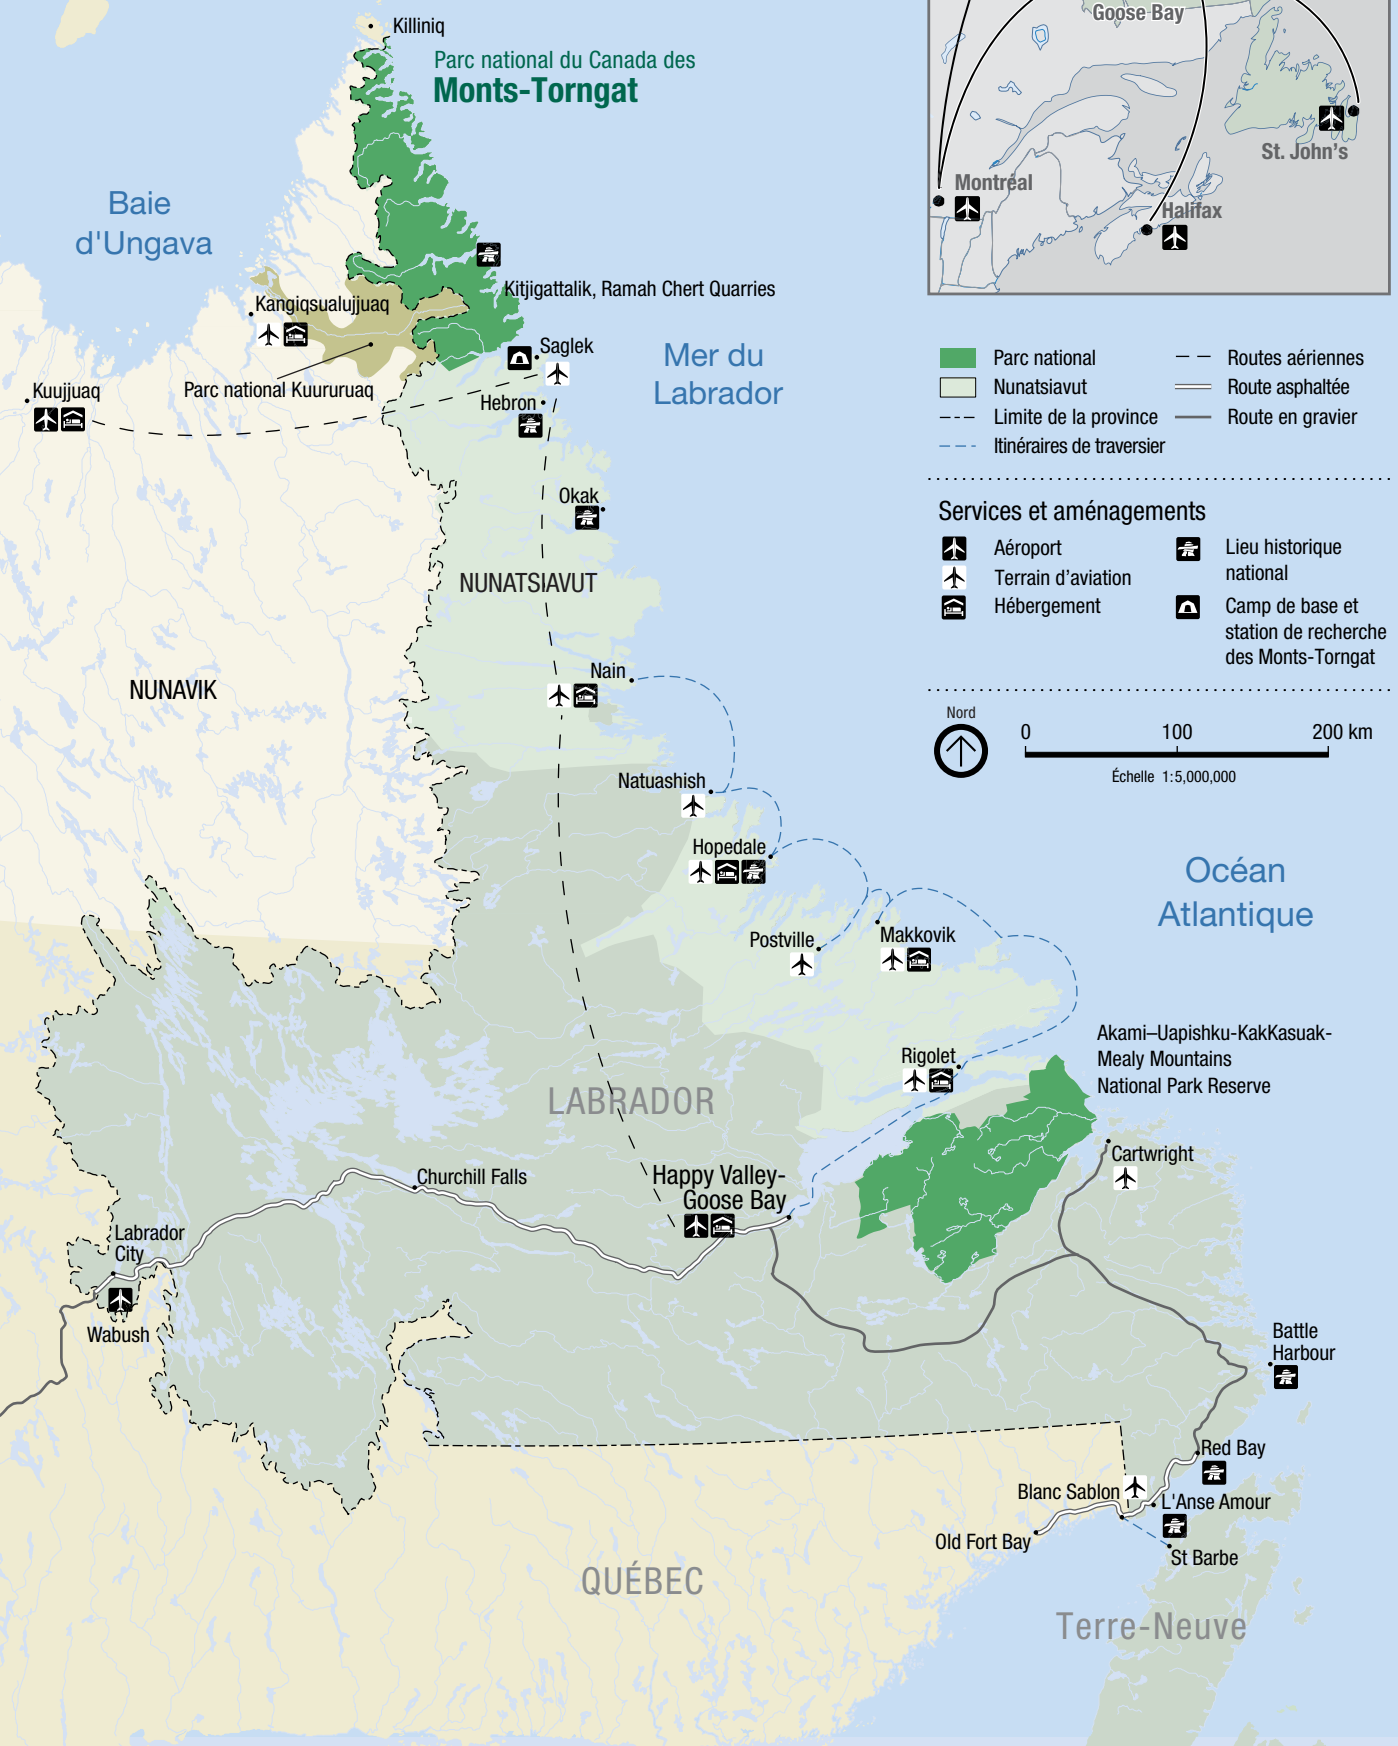 Killiniq
Parc national du Canada des
Monts-Torngat
Baie
d'Ungava
Kangiqsualujjuaq
Kitjigattalik, Ramah Chert Quarries
Saglek
Mer du
Labrador
Kuujjuaq
Parc national Kuururuaq
Hebron
Okak
NUNATSIAVUT
NUNAVIK
Nain
Natuashish
Hopedale
Postville
Makkovik
Océan
Atlantique
Rigolet
Akami–Uapishku-KakKasuak-
Mealy Mountains
National Park Reserve
LABRADOR
Cartwright
Churchill Falls
Happy Valley-
Goose Bay
Labrador
City
Wabush
Battle
Harbour
Red Bay
Blanc Sablon
L'Anse Amour
Old Fort Bay
St Barbe
QUÉBEC
Terre-Neuve
Goose Bay
St. John's
Montréal
Halifax
Parc national
Nunatsiavut
Limite de la province
Itinéraires de traversier
Routes aériennes
Route asphaltée
Route en gravier
Services et aménagements
Aéroport
Terrain d'aviation
Hébergement
Lieu historique
national
Camp de base et
station de recherche
des Monts-Torngat
Nord
0 100 200 km
Échelle 1:5,000,000